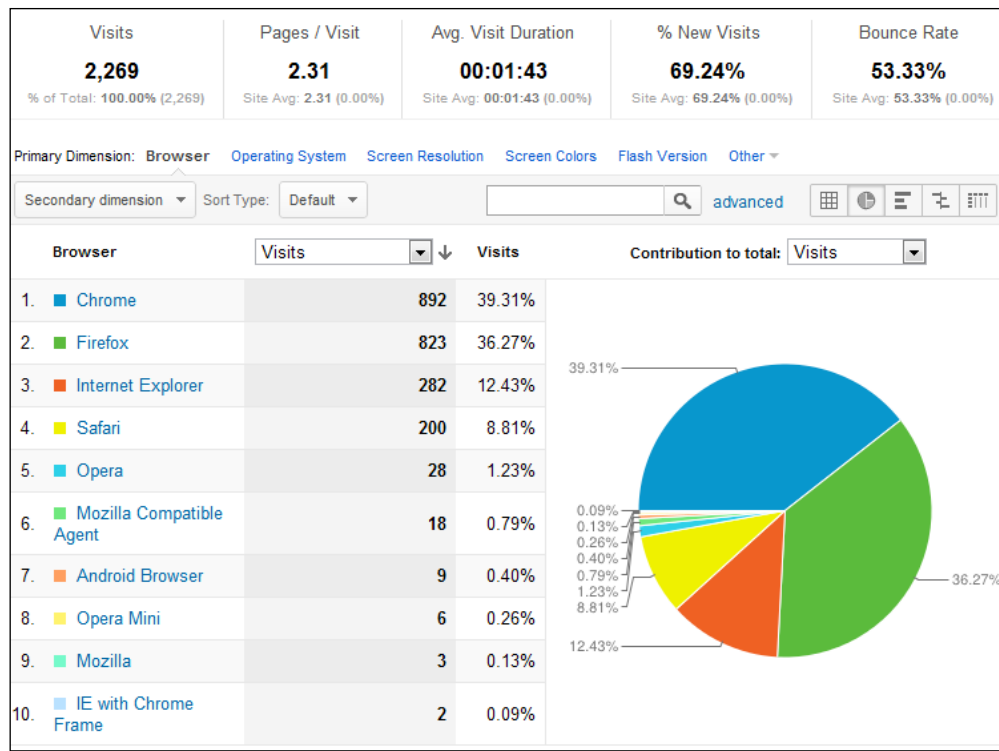 Visits Pages / Visit Avg. Visit Duration % New Visits Bounce Rate
2,269 2.31 00:01:43 69.24% 53.33%
% of Total: 100.00% (2,269) Site Avg: 2.31 (0.00%) Site Avg: 00:01:43 (0.00%) Site Avg: 69.24% (0.00%) Site Avg: 53.33% (0.00%)
Primary Dimension: Browser Operating System Screen Resolution Screen Colors Flash Version Other
Secondary dimension Sort Type: Default advanced
Browser Visits Visits Contribution to total: Visits
1. Chrome 892 39.31%
2. Firefox 823 36.27%
3. Internet Explorer 282 12.43%
4. Safari 200 8.81%
5. Opera 28 1.23%
6. Mozilla Compatible
Agent 18 0.79%
7. Android Browser 9 0.40%
8. Opera Mini 6 0.26%
9. Mozilla 3 0.13%
10. IE with Chrome
Frame 2 0.09%
39.31%
0.09%
0.13%
0.26%
0.40%
0.79%
1.23%
8.81%
12.43%
36.27%